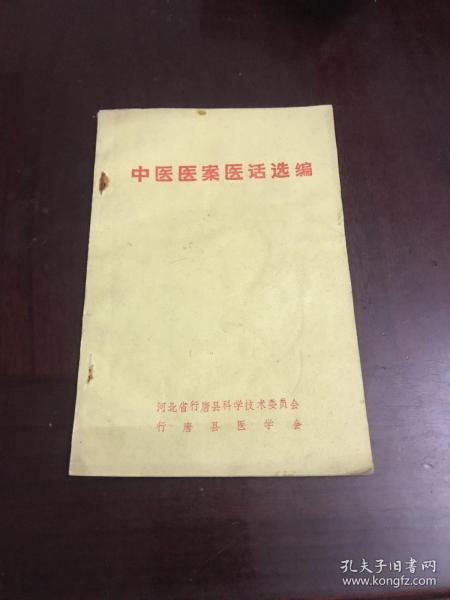 中医医案医话选编
河北省行唐县科学技术委员会
行唐县医学会
孔夫子旧书网
www.kongfz.com